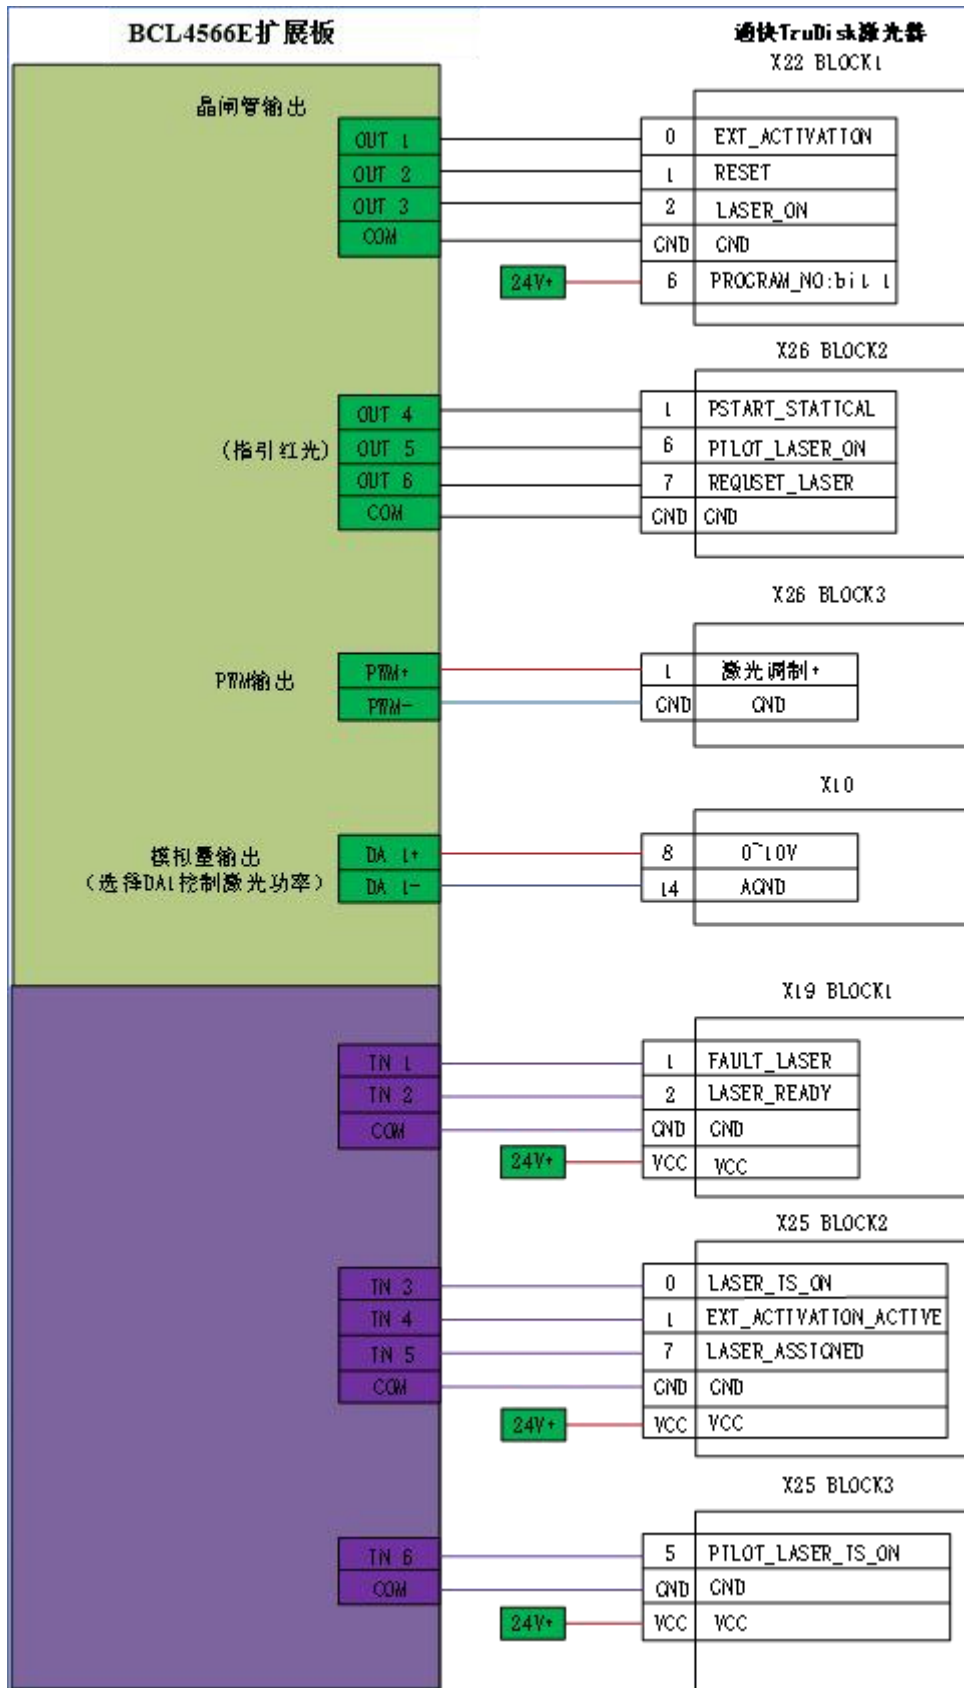 BCL4566E扩展板
通快TruDisk激光器
X22 BLOCK1
晶闸管输出
OUT 1 0 EXT_ACTIVATION
OUT 2 1 RESET
OUT 3 2 LASER_ON
COM GND GND
24V+ 6 PROGRAM_NO:bit 1
X26 BLOCK2
OUT 4 1 PSTART_STATICAL
(指引红光) OUT 5 6 PILOT_LASER_ON
OUT 6 7 REQUSET_LASER
COM GND GND
X26 BLOCK3
PWM输出
PWM+ 1 激光调制+
PWM- GND GND
X10
模拟量输出
DA 1+ 8 0~10V
(选择DA1控制激光功率)
DA 1- 14 AGND
X19 BLOCK1
IN 1 1 FAULT_LASER
IN 2 2 LASER_READY
COM GND GND
24V+ VCC VCC
X25 BLOCK2
IN 3 0 LASER_IS_ON
IN 4 1 EXT_ACTIVATION_ACTIVE
IN 5 7 LASER_ASSIGNED
COM GND GND
24V+ VCC VCC
X25 BLOCK3
IN 6 5 PILOT_LASER_IS_ON
COM GND GND
24V+ VCC VCC